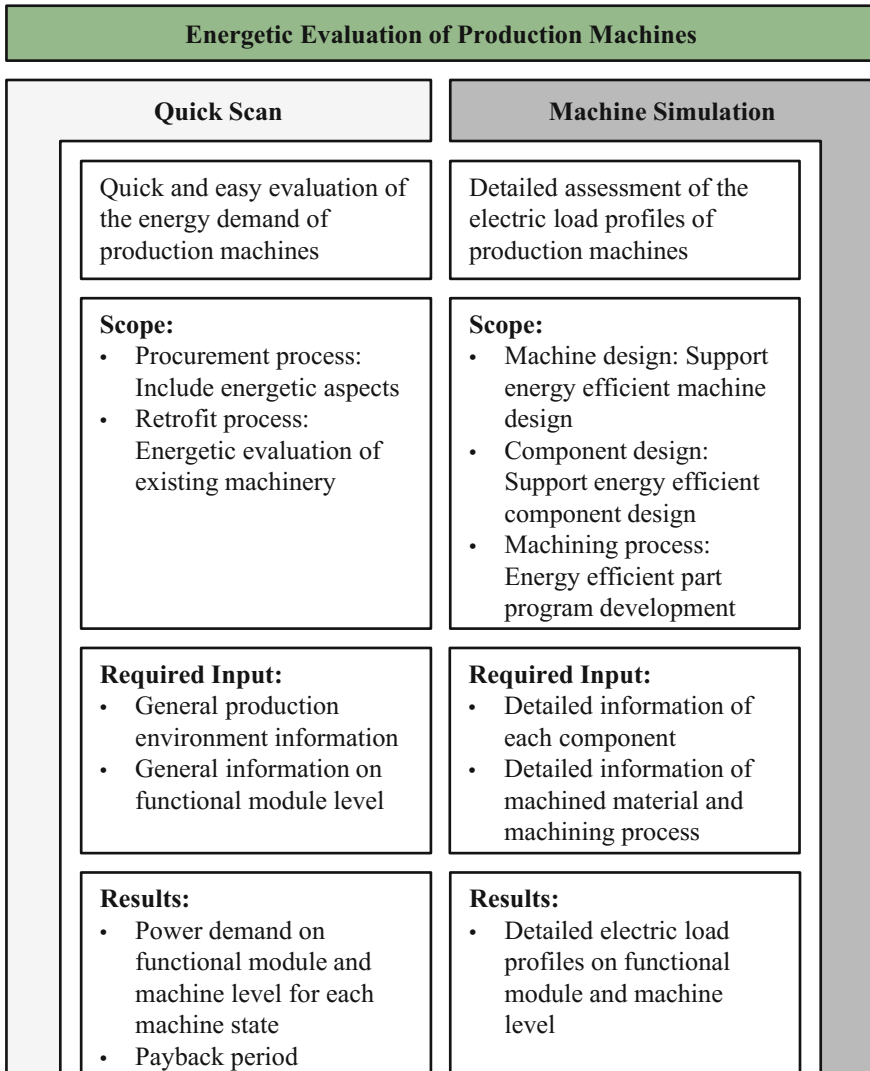 Energetic Evaluation of Production Machines
Quick Scan
Machine Simulation
Quick and easy evaluation of
the energy demand of
production machines
Detailed assessment of the
electric load profiles of
production machines
Scope:
• Procurement process:
Include energetic aspects
• Retrofit process:
Energetic evaluation of
existing machinery
Scope:
• Machine design: Support
energy efficient machine
design
• Component design:
Support energy efficient
component design
• Machining process:
Energy efficient part
program development
Required Input:
• General production
environment information
• General information on
functional module level
Required Input:
• Detailed information of
each component
• Detailed information of
machined material and
machining process
Results:
• Power demand on
functional module and
machine level for each
machine state
• Payback period
Results:
• Detailed electric load
profiles on functional
module and machine
level